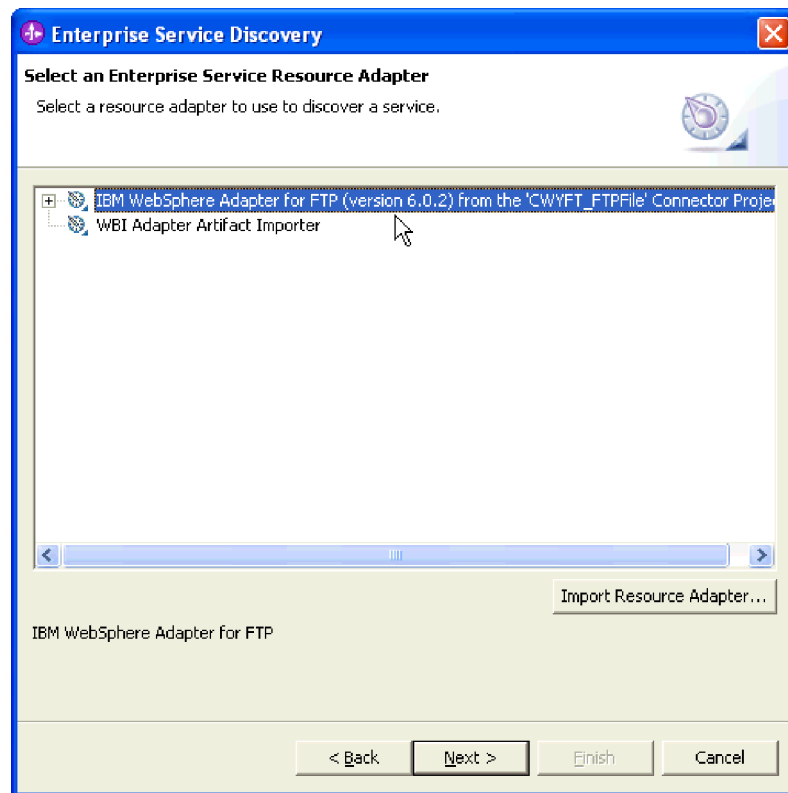 Enterprise Service Discovery
Select an Enterprise Service Resource Adapter
Select a resource adapter to use to discover a service.
IBM WebSphere Adapter for FTP (version 6.0.2) from the 'CWYFT_FTPFile' Connector Proje
WBI Adapter Artifact Importer
Import Resource Adapter...
IBM WebSphere Adapter for FTP
< Back Next > Finish Cancel